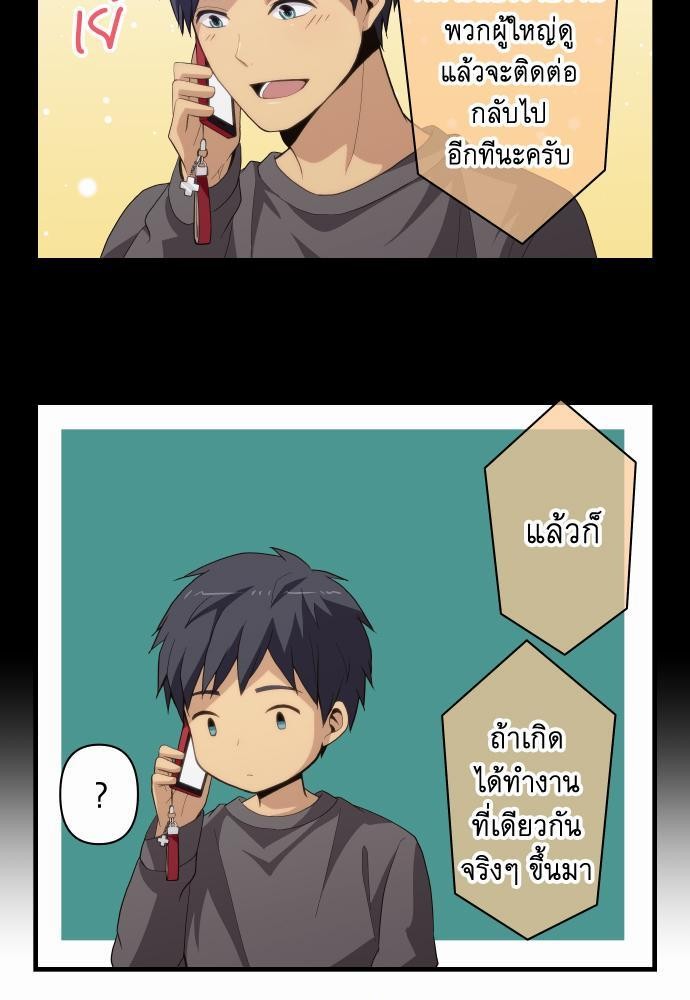 เย่
พวกผู้ใหญ่ดู
แล้วจะติดต่อ
กลับไป
อีกทีนะครับ
แล้วก็
ถ้าเกิด
ได้ทำงาน
ที่เดียวกัน
จริงๆ ขึ้นมา
?